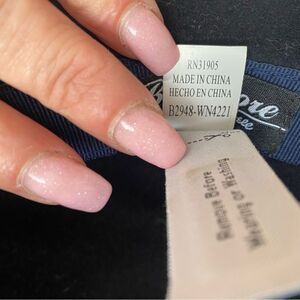 RN31905
MADE IN CHINA
HECHO EN CHINA
B2948-WN4221
Remove Before
Wearing or Washing